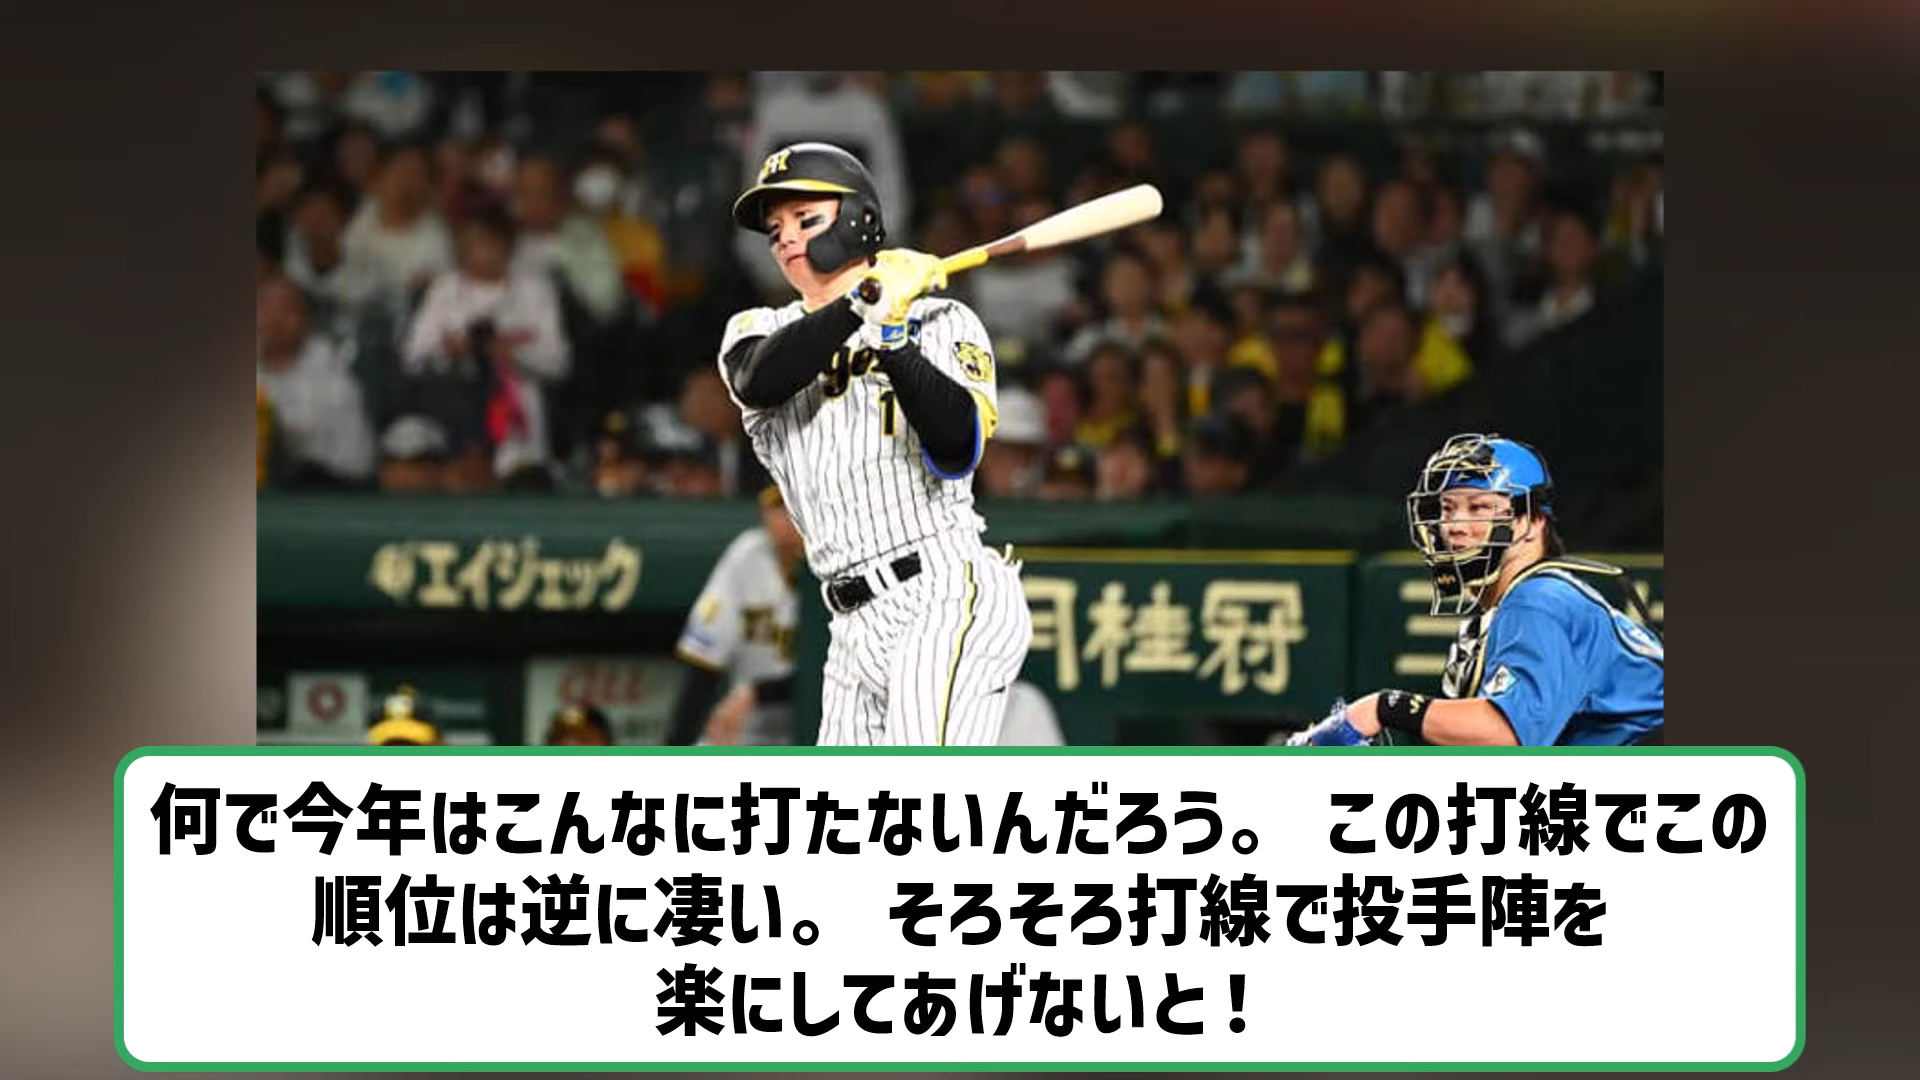 エイジェック
月桂冠
何で今年はこんなに打たないんだろう。 この打線でこの
順位は逆に凄い。 そろそろ打線で投手陣を
楽にしてあげないと！